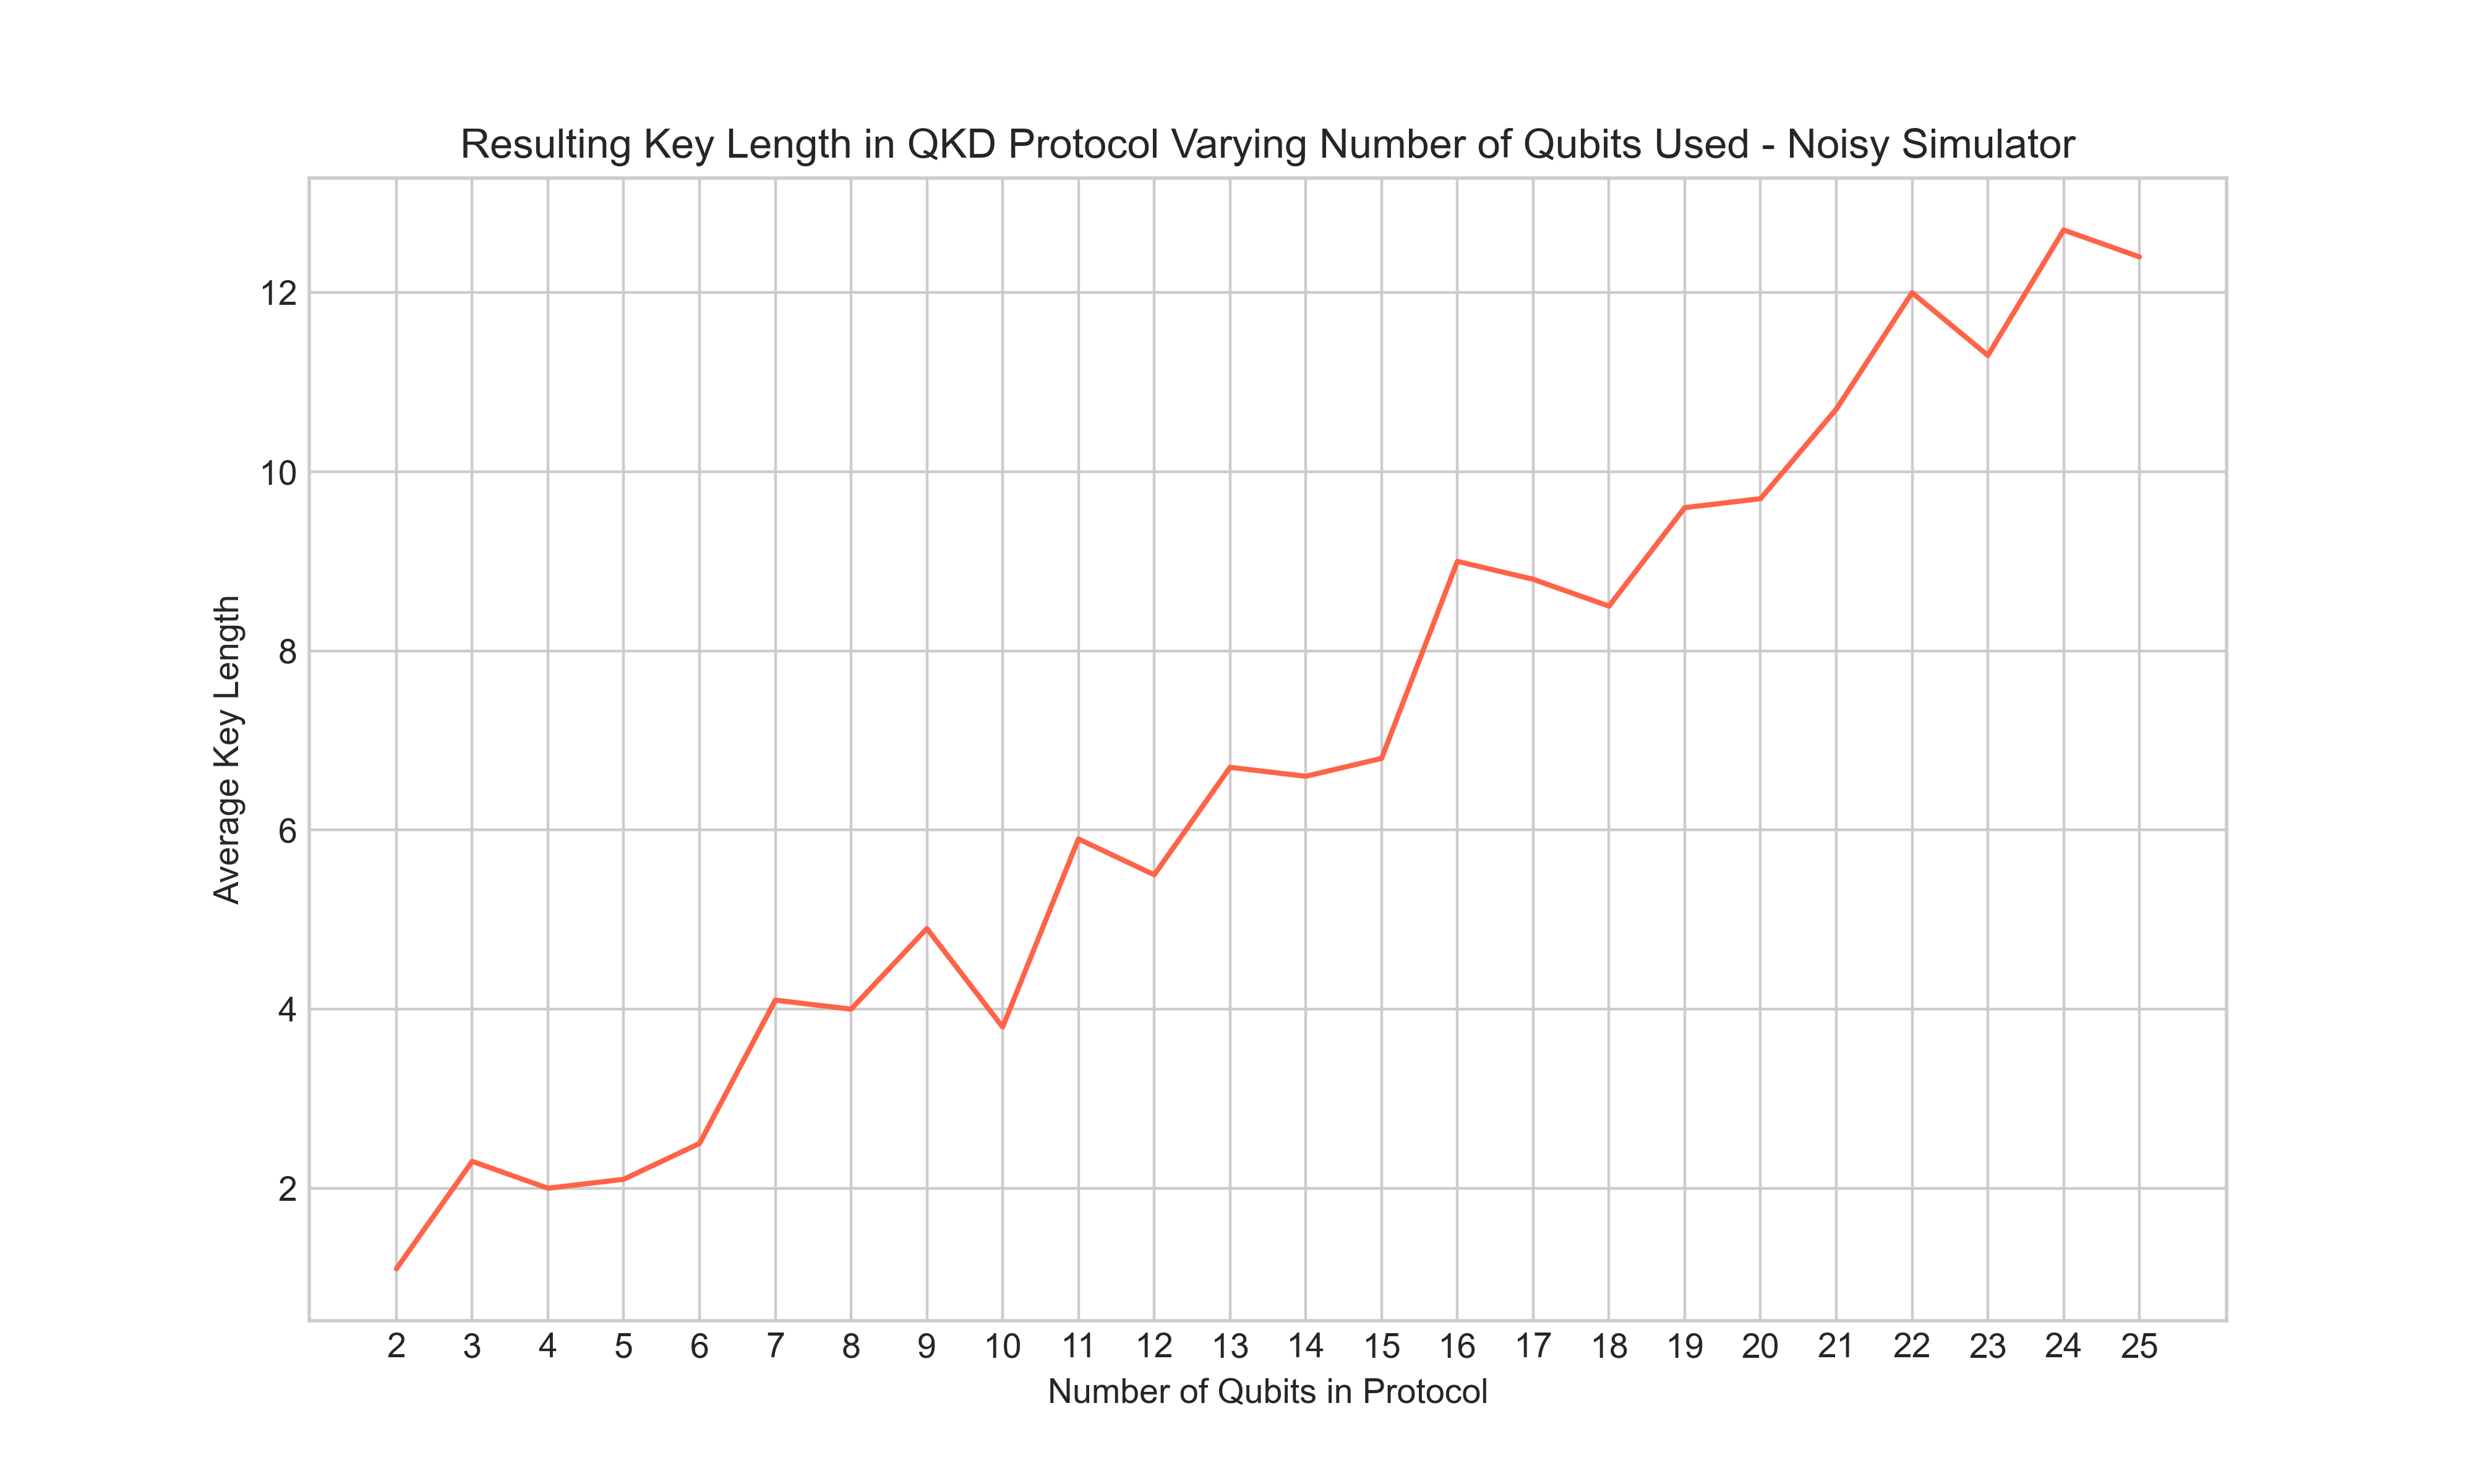 Resulting Key Length in QKD Protocol Varying Number of Qubits Used - Noisy Simulator
12
10
8
6
4
2
Average Key Length
2 3 4 5 6 7 8 9 10 11 12 13 14 15 16 17 18 19 20 21 22 23 24 25
Number of Qubits in Protocol